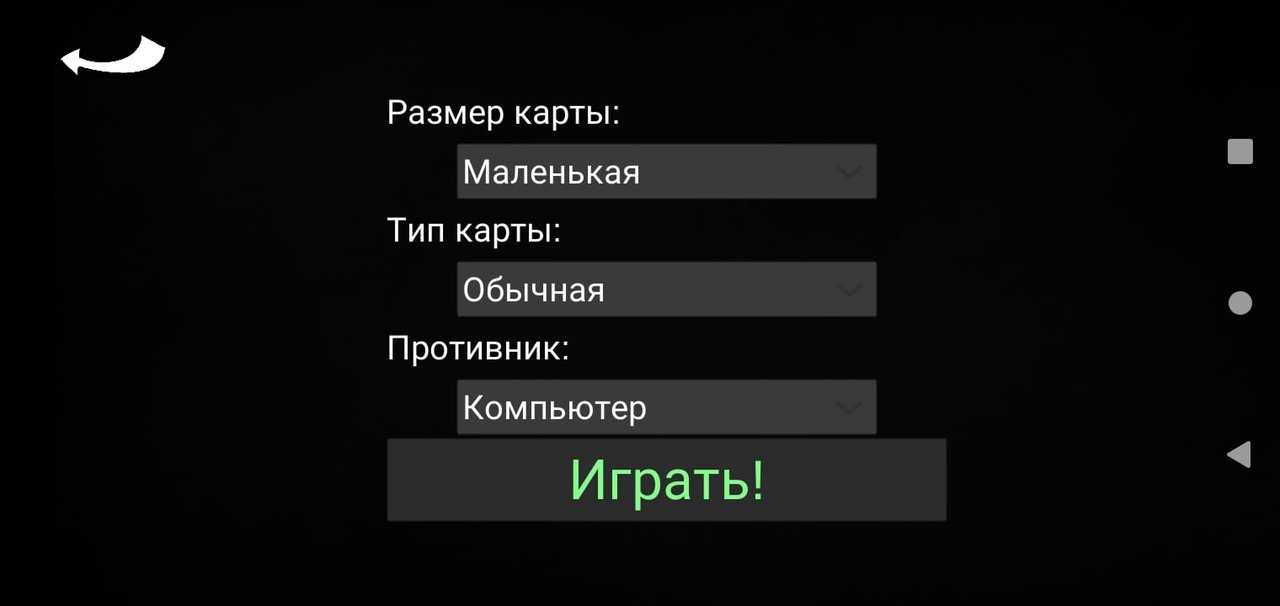 Размер карты:
Маленькая
Тип карты:
Обычная
Противник:
Компьютер
Играть!